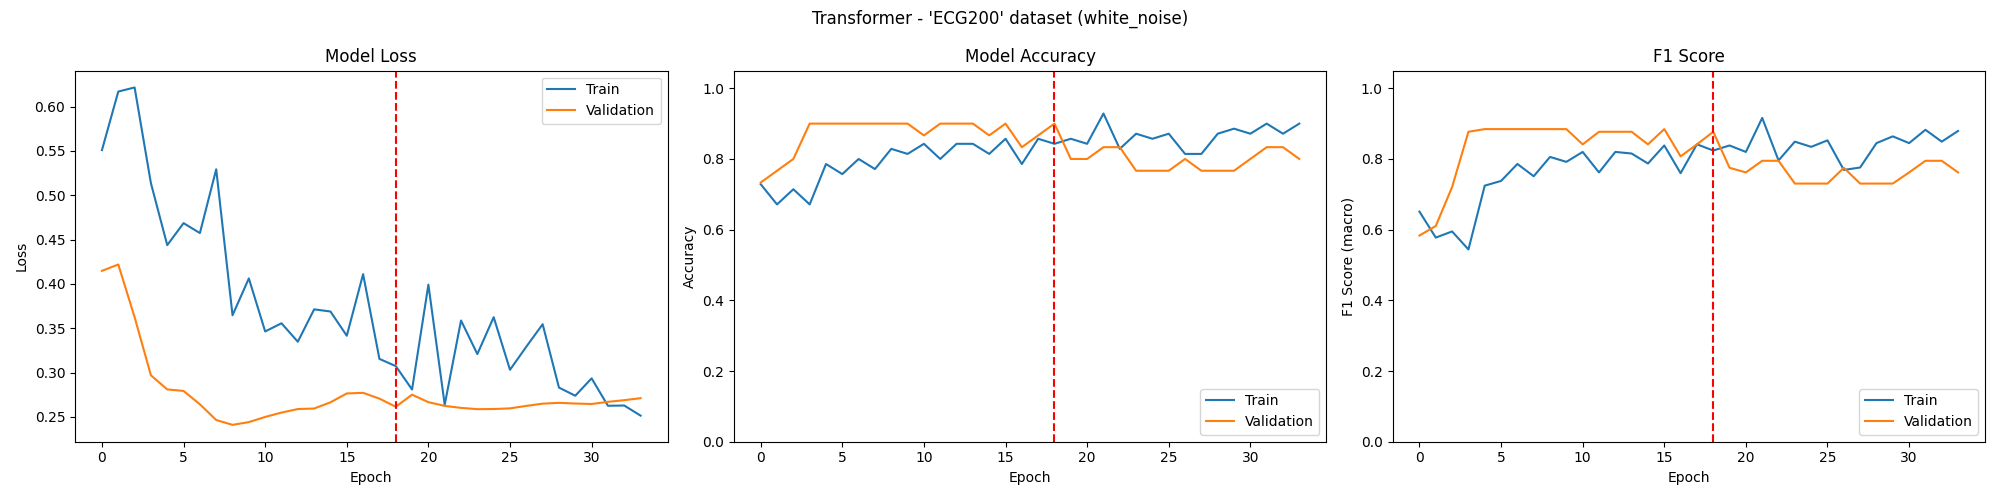 Transformer - 'ECG200' dataset (white_noise)
Model Loss
Loss
0.60
0.55
0.50
0.45
0.40
0.35
0.30
0.25
0 5 10 15 20 25 30
Epoch
Train
Validation
Model Accuracy
Accuracy
1.0
0.8
0.6
0.4
0.2
0.0
0 5 10 15 20 25 30
Epoch
Train
Validation
F1 Score
F1 Score (macro)
1.0
0.8
0.6
0.4
0.2
0.0
0 5 10 15 20 25 30
Epoch
Train
Validation